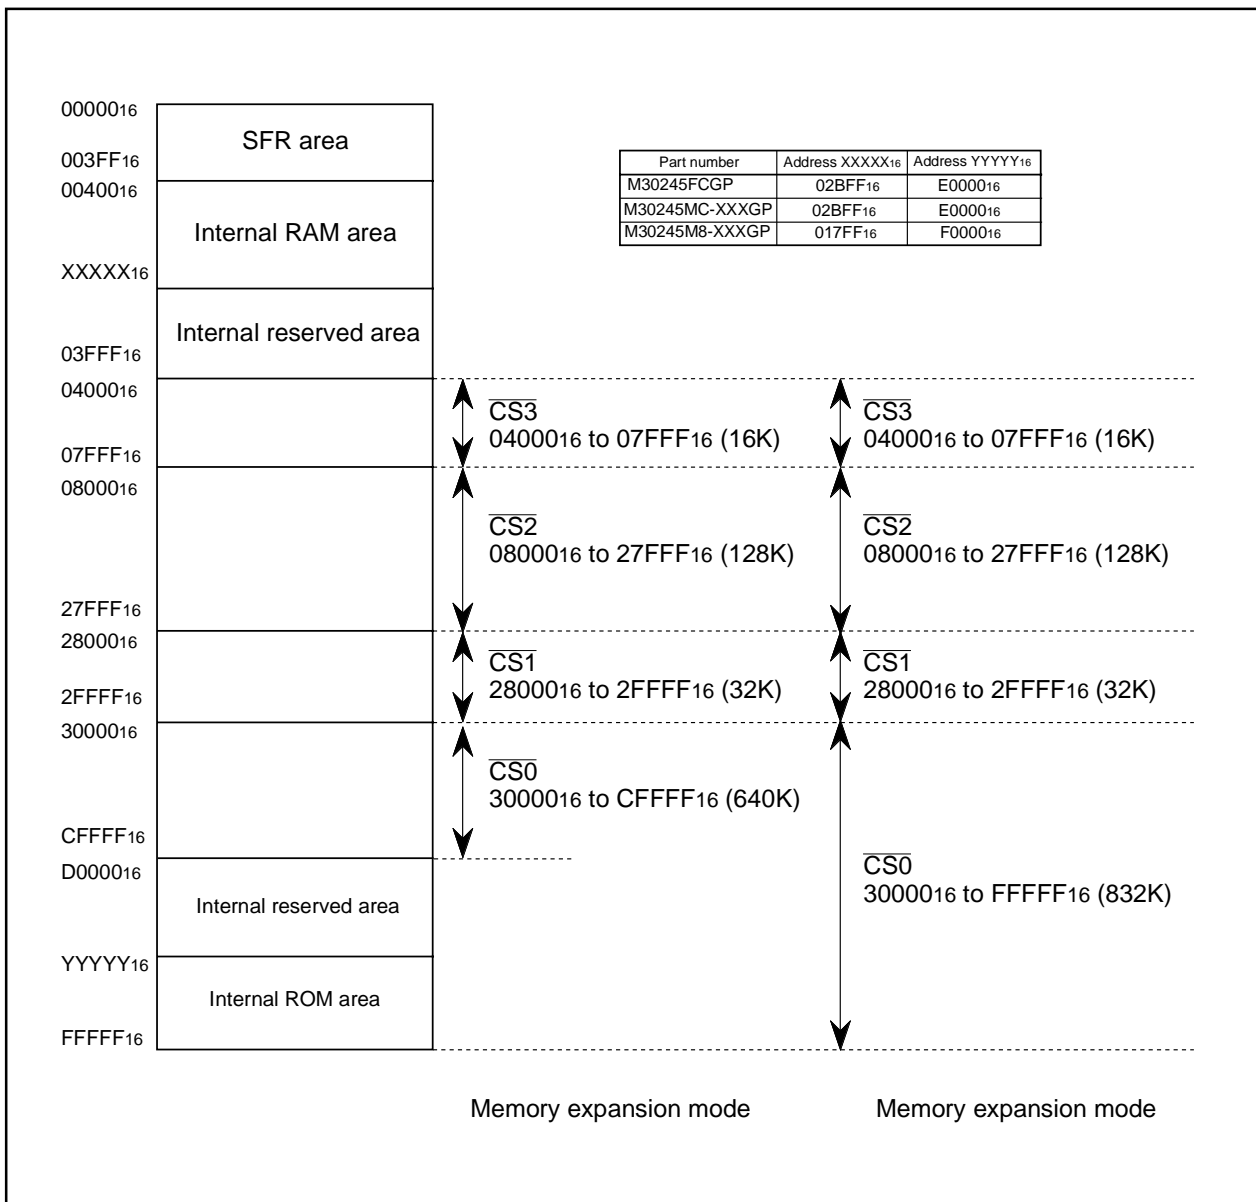 00000₁₆
SFR area
003FF₁₆
00400₁₆
Internal RAM area
XXXXX₁₆
Internal reserved area
03FFF₁₆
04000₁₆
07FFF₁₆
08000₁₆
27FFF₁₆
28000₁₆
2FFFF₁₆
30000₁₆
CFFFF₁₆
D0000₁₆
Internal reserved area
YYYYY₁₆
Internal ROM area
FFFFF₁₆
Part number Address XXXXX₁₆ Address YYYYY₁₆
M30245FCGP 02BFF₁₆ E0000₁₆
M30245MC-XXXGP 02BFF₁₆ E0000₁₆
M30245M8-XXXGP 017FF₁₆ F0000₁₆
CS3
04000₁₆ to 07FFF₁₆ (16K)
CS2
08000₁₆ to 27FFF₁₆ (128K)
CS1
28000₁₆ to 2FFFF₁₆ (32K)
CS0
30000₁₆ to CFFFF₁₆ (640K)
Memory expansion mode
CS3
04000₁₆ to 07FFF₁₆ (16K)
CS2
08000₁₆ to 27FFF₁₆ (128K)
CS1
28000₁₆ to 2FFFF₁₆ (32K)
CS0
30000₁₆ to FFFFF₁₆ (832K)
Memory expansion mode